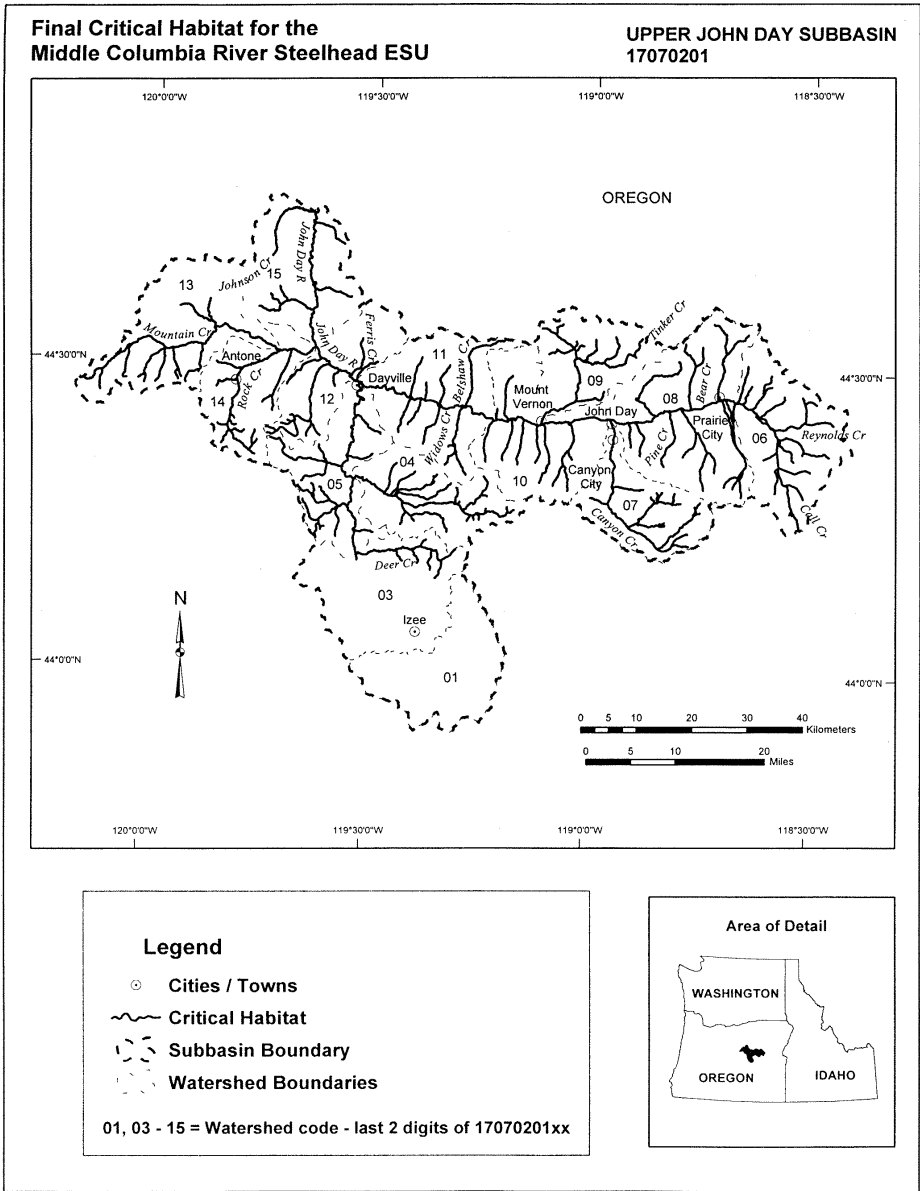 Final Critical Habitat for the
Middle Columbia River Steelhead ESU
UPPER JOHN DAY SUBBASIN
17070201
120°0'0"W
119°30'0"W
119°0'0"W
118°30'0"W
OREGON
John Day R
Johnson Cr
15
13
Mountain Cr
Tinker Cr
Ferris Cr
John Day R
44°30'0"N
Antone
11
Belshaw Cr
44°30'0"N
Dayville
Rock Cr
14
12
Mount
Vernon
09
Bear Cr
08
John Day
Prairie
City
06
Reynolds Cr
Widows Cr
Pine Cr
04
05
10
Canyon
City
07
Canyon Cr
Call Cr
Deer Cr
03
Izee
N
44°0'0"N
01
44°0'0"N
0 5 10 20 30 40
Kilometers
0 5 10 20
Miles
120°0'0"W
119°30'0"W
119°0'0"W
118°30'0"W
Legend
Cities / Towns
Critical Habitat
Subbasin Boundary
Watershed Boundaries
01, 03 - 15 = Watershed code - last 2 digits of 17070201xx
Area of Detail
WASHINGTON
OREGON
IDAHO